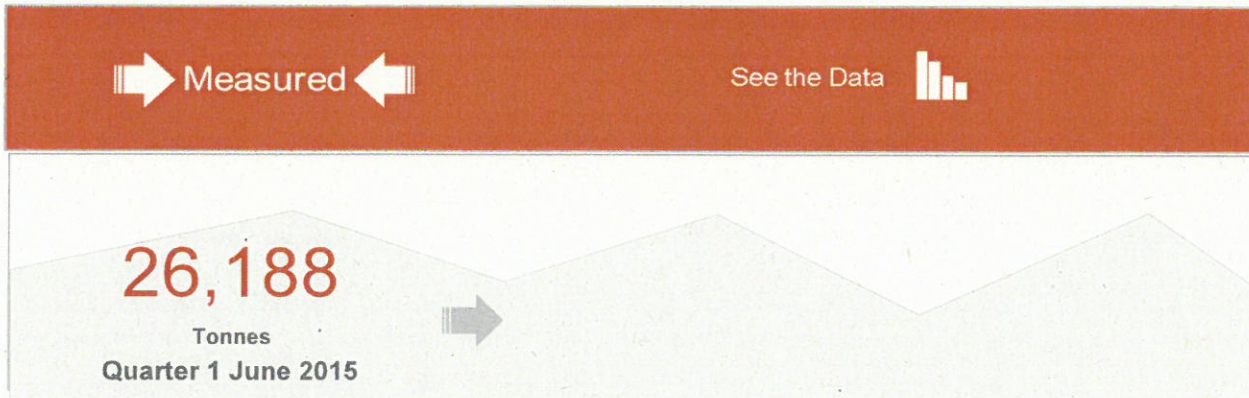 Measured
See the Data
26,188
Tonnes
Quarter 1 June 2015